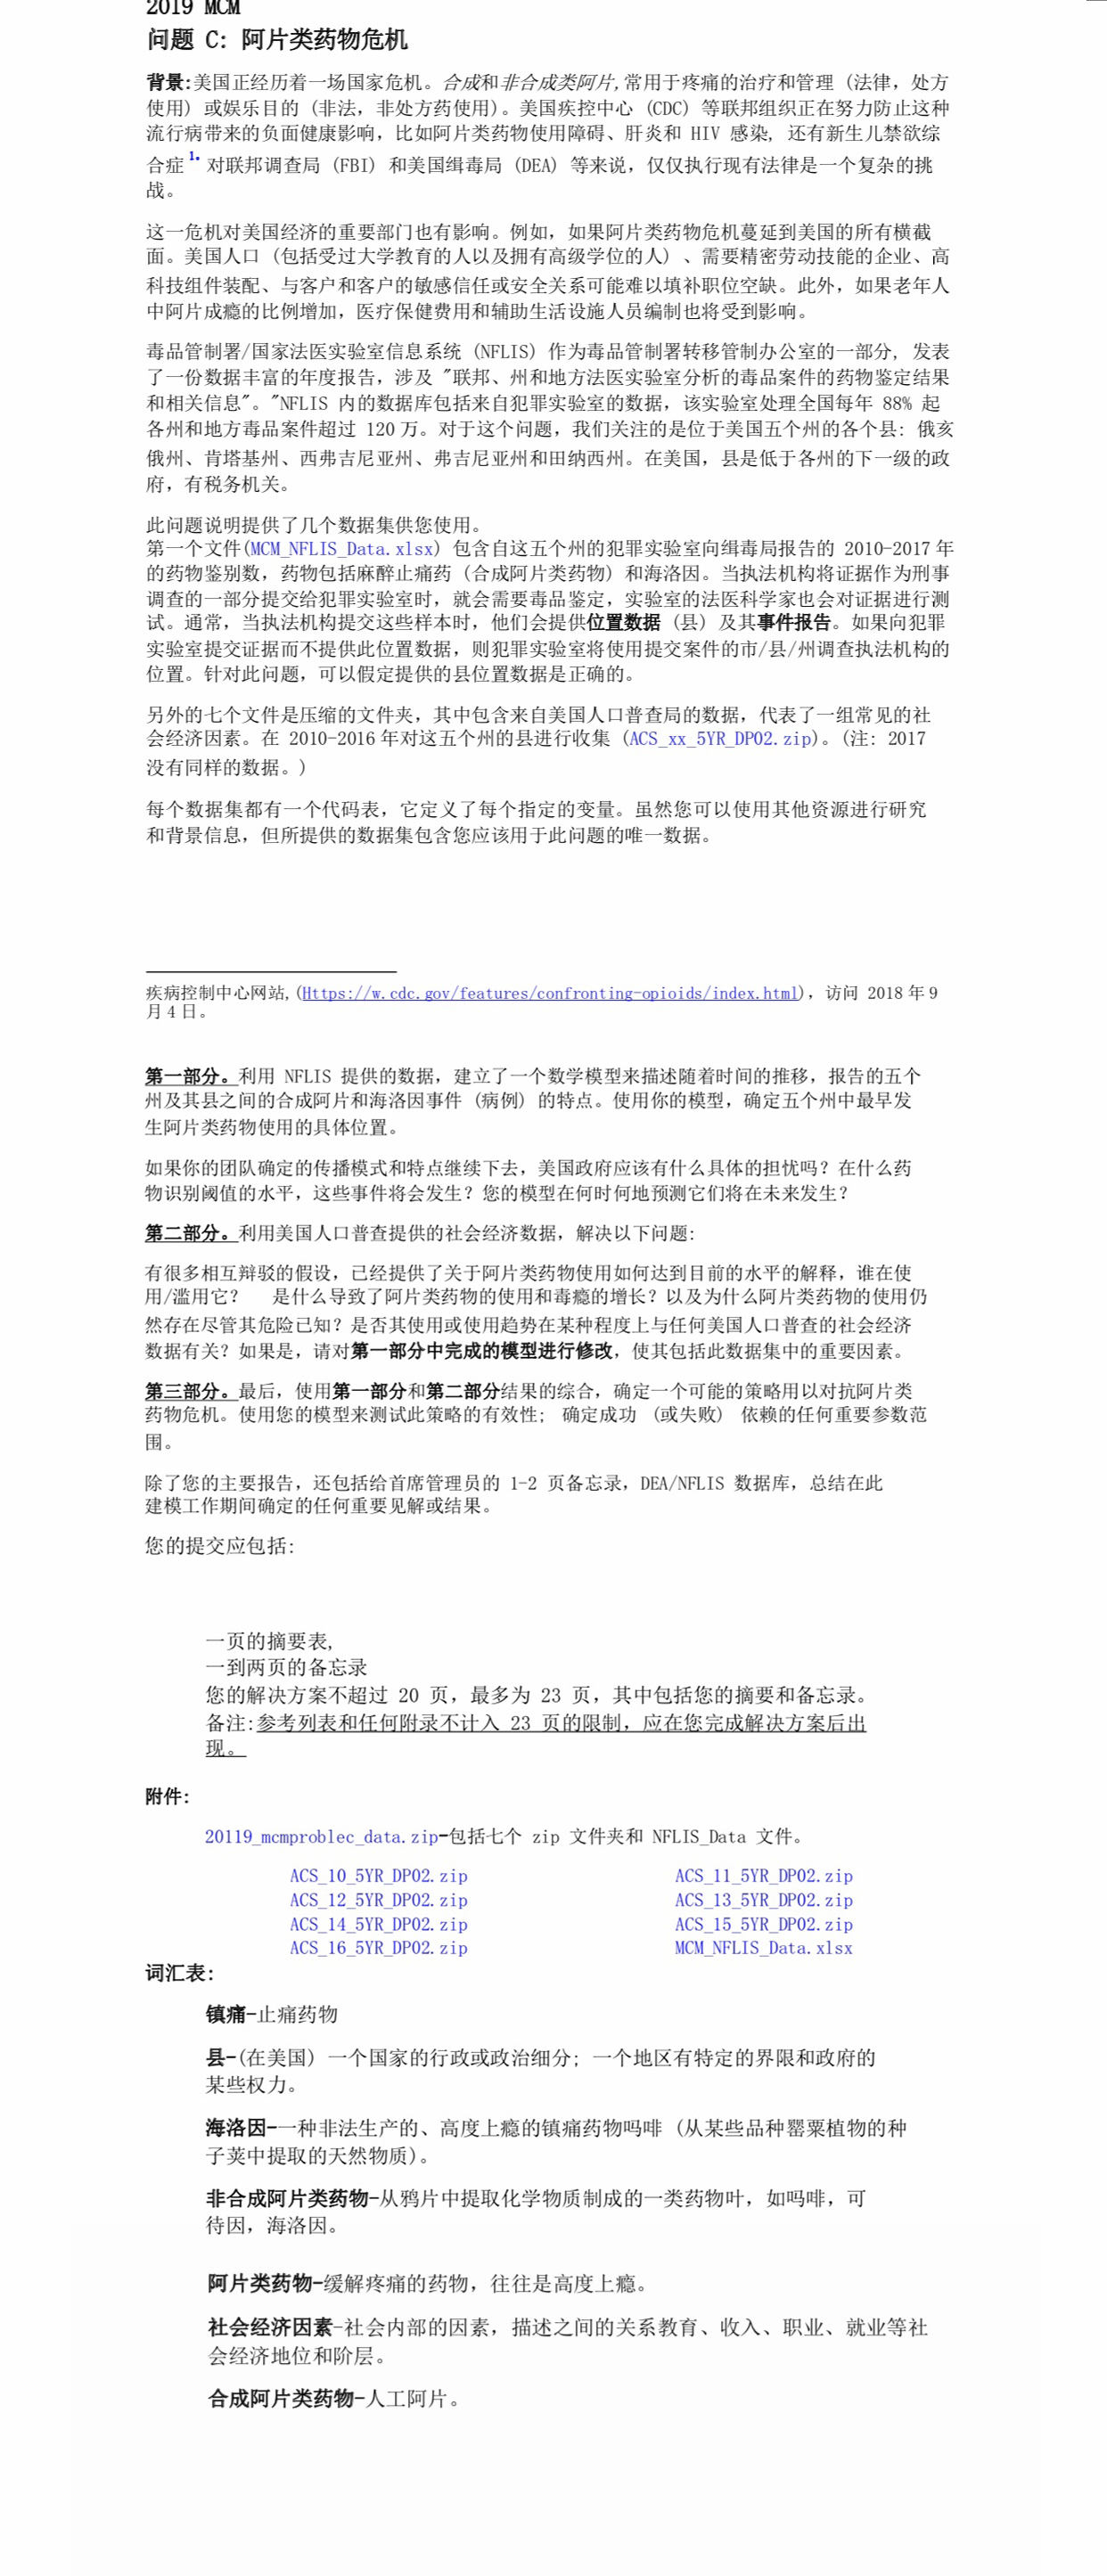 2019 MCM
问题 C: 阿片类药物危机
背景:美国正经历着一场国家危机。合成和非合成类阿片,常用于疼痛的治疗和管理 (法律, 处方
使用) 或娱乐目的 (非法, 非处方药使用)。美国疾控中心 (CDC) 等联邦组织正在努力防止这种
流行病带来的负面健康影响, 比如阿片类药物使用障碍、肝炎和 HIV 感染, 还有新生儿禁欲综
合症 1. 对联邦调查局 (FBI) 和美国缉毒局 (DEA) 等来说, 仅仅执行现有法律是一个复杂的挑
战。
这一危机对美国经济的重要部门也有影响。例如, 如果阿片类药物危机蔓延到美国的所有横截
面。美国人口 (包括受过大学教育的人以及拥有高级学位的人) 、需要精密劳动技能的企业、高
科技组件装配、与客户和客户的敏感信任或安全关系可能难以填补职位空缺。此外, 如果老年人
中阿片成瘾的比例增加, 医疗保健费用和辅助生活设施人员编制也将受到影响。
毒品管制署/国家法医实验室信息系统 (NFLIS) 作为毒品管制署转移管制办公室的一部分, 发表
了一份数据丰富的年度报告, 涉及 "联邦、州和地方法医实验室分析的毒品案件的药物鉴定结果
和相关信息"。"NFLIS 内的数据库包括来自犯罪实验室的数据, 该实验室处理全国每年 88% 起
各州和地方毒品案件超过 120 万。对于这个问题, 我们关注的是位于美国五个州的各个县: 俄亥
俄州、肯塔基州、西弗吉尼亚州、弗吉尼亚州和田纳西州。在美国, 县是低于各州的下一级的政
府, 有税务机关。
此问题说明提供了几个数据集供您使用。
第一个文件(MCM_NFLIS_Data.xlsx) 包含自这五个州的犯罪实验室向缉毒局报告的 2010-2017 年
的药物鉴别数, 药物包括麻醉止痛药 (合成阿片类药物) 和海洛因。当执法机构将证据作为刑事
调查的一部分提交给犯罪实验室时, 就会需要毒品鉴定, 实验室的法医科学家也会对证据进行测
试。通常, 当执法机构提交这些样本时, 他们会提供位置数据 (县) 及其事件报告。如果向犯罪
实验室提交证据而不提供此位置数据, 则犯罪实验室将使用提交案件的市/县/州调查执法机构的
位置。针对此问题, 可以假定提供的县位置数据是正确的。
另外的七个文件是压缩的文件夹, 其中包含来自美国人口普查局的数据, 代表了一组常见的社
会经济因素。在 2010-2016 年对这五个州的县进行收集 (ACS_xx_5YR_DP02.zip)。(注: 2017
没有同样的数据。)
每个数据集都有一个代码表, 它定义了每个指定的变量。虽然您可以使用其他资源进行研究
和背景信息, 但所提供的数据集包含您应该用于此问题的唯一数据。
疾病控制中心网站, (Https://w.cdc.gov/features/confronting-opioids/index.html), 访问 2018 年 9
月 4 日。
第一部分。利用 NFLIS 提供的数据, 建立了一个数学模型来描述随着时间的推移, 报告的五个
州及其县之间的合成阿片和海洛因事件 (病例) 的特点。使用你的模型, 确定五个州中最早发
生阿片类药物使用的具体位置。
如果你的团队确定的传播模式和特点继续下去, 美国政府应该有什么具体的担忧吗? 在什么药
物识别阈值的水平, 这些事件将会发生? 您的模型在何时何地预测它们将在未来发生?
第二部分。利用美国人口普查提供的社会经济数据, 解决以下问题:
有很多相互辩驳的假设, 已经提供了关于阿片类药物使用如何达到目前的水平的解释, 谁在使
用/滥用它? 是什么导致了阿片类药物的使用和毒瘾的增长? 以及为什么阿片类药物的使用仍
然存在尽管其危险已知? 是否其使用或使用趋势在某种程度上与任何美国人口普查的社会经济
数据有关? 如果是, 请对第一部分中完成的模型进行修改, 使其包括此数据集中的重要因素。
第三部分。最后, 使用第一部分和第二部分结果的综合, 确定一个可能的策略用以对抗阿片类
药物危机。使用您的模型来测试此策略的有效性; 确定成功 (或失败) 依赖的任何重要参数范
围。
除了您的主要报告, 还包括给首席管理员的 1-2 页备忘录, DEA/NFLIS 数据库, 总结在此
建模工作期间确定的任何重要见解或结果。
您的提交应包括:
一页的摘要表,
一到两页的备忘录
您的解决方案不超过 20 页, 最多为 23 页, 其中包括您的摘要和备忘录。
备注:参考列表和任何附录不计入 23 页的限制, 应在您完成解决方案后出
现。
附件:
20119_mcmproblec_data.zip-包括七个 zip 文件夹和 NFLIS_Data 文件。
ACS_10_5YR_DP02.zip ACS_11_5YR_DP02.zip
ACS_12_5YR_DP02.zip ACS_13_5YR_DP02.zip
ACS_14_5YR_DP02.zip ACS_15_5YR_DP02.zip
ACS_16_5YR_DP02.zip MCM_NFLIS_Data.xlsx
词汇表:
镇痛-止痛药物
县-(在美国) 一个国家的行政或政治细分; 一个地区有特定的界限和政府的
某些权力。
海洛因-一种非法生产的、高度上瘾的镇痛药物吗啡 (从某些品种罂粟植物的种
子荚中提取的天然物质)。
非合成阿片类药物-从鸦片中提取化学物质制成的一类药物叶, 如吗啡, 可
待因, 海洛因。
阿片类药物-缓解疼痛的药物, 往往是高度上瘾。
社会经济因素-社会内部的因素, 描述之间的关系教育、收入、职业、就业等社
会经济地位和阶层。
合成阿片类药物-人工阿片。